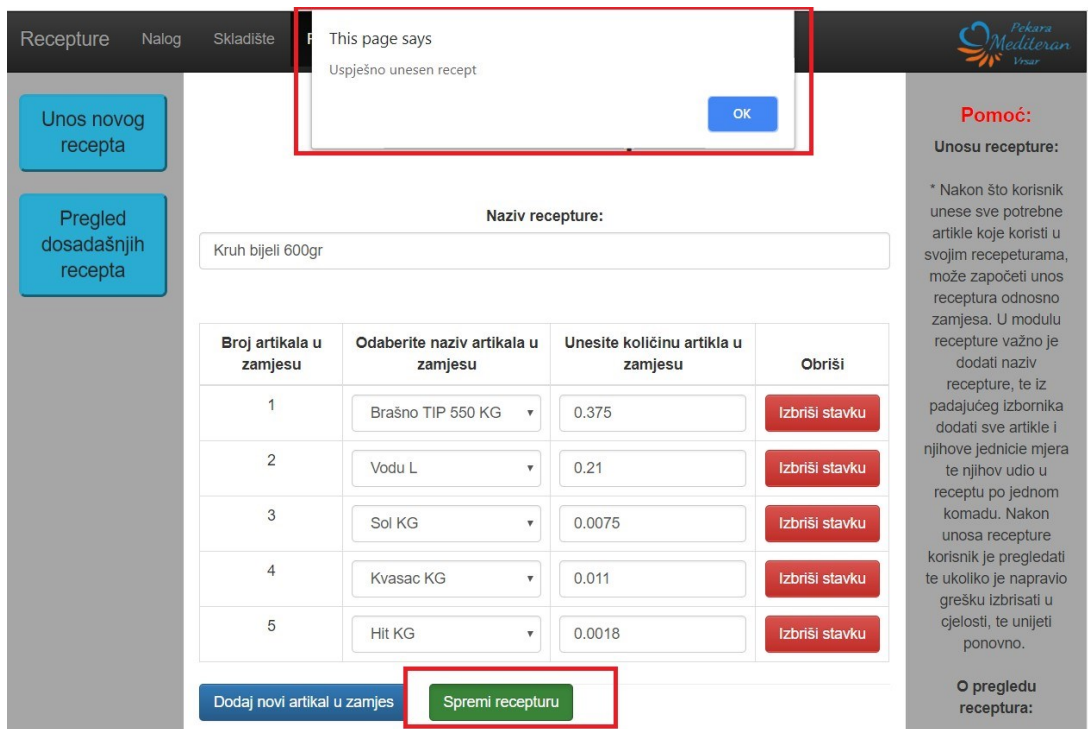 Recepture Nalog Skladište
This page says
Uspješno unesen recept
OK
Pekara
Mediteran
Vrsar
Unos novog
recepta
Pregled
dosadašnjih
recepta
Naziv recepture:
Kruh bijeli 600gr
Broj artikala u
zamjesu
Odaberite naziv artikala u
zamjesu
Unesite količinu artikla u
zamjesu
Obriši
1 Brašno TIP 550 KG 0.375 Izbriši stavku
2 Vodu L 0.21 Izbriši stavku
3 Sol KG 0.0075 Izbriši stavku
4 Kvasac KG 0.011 Izbriši stavku
5 Hit KG 0.0018 Izbriši stavku
Dodaj novi artikal u zamjes Spremi recepturu
Pomoć:
Unosu recepture:
* Nakon što korisnik
unese sve potrebne
artikle koje koristi u
svojim recepeturama,
može započeti unos
receptura odnosno
zamjesa. U modulu
recepture važno je
dodati naziv
recepture, te iz
padajućeg izbornika
dodati sve artikle i
njihove jednicie mjera
te njihov udio u
receptu po jednom
komadu. Nakon
unosa recepture
korisnik je pregledati
te ukoliko je napravio
grešku izbrisati u
cjelosti, te unijeti
ponovno.
O pregledu
receptura: